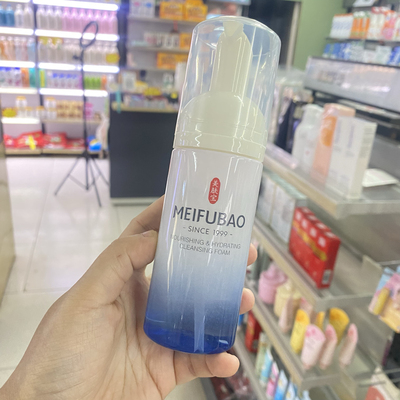 美肤宝
MEIFUBAO
- SINCE 1999 -
NOURISHING & HYDRATING
CLEANSING FOAM